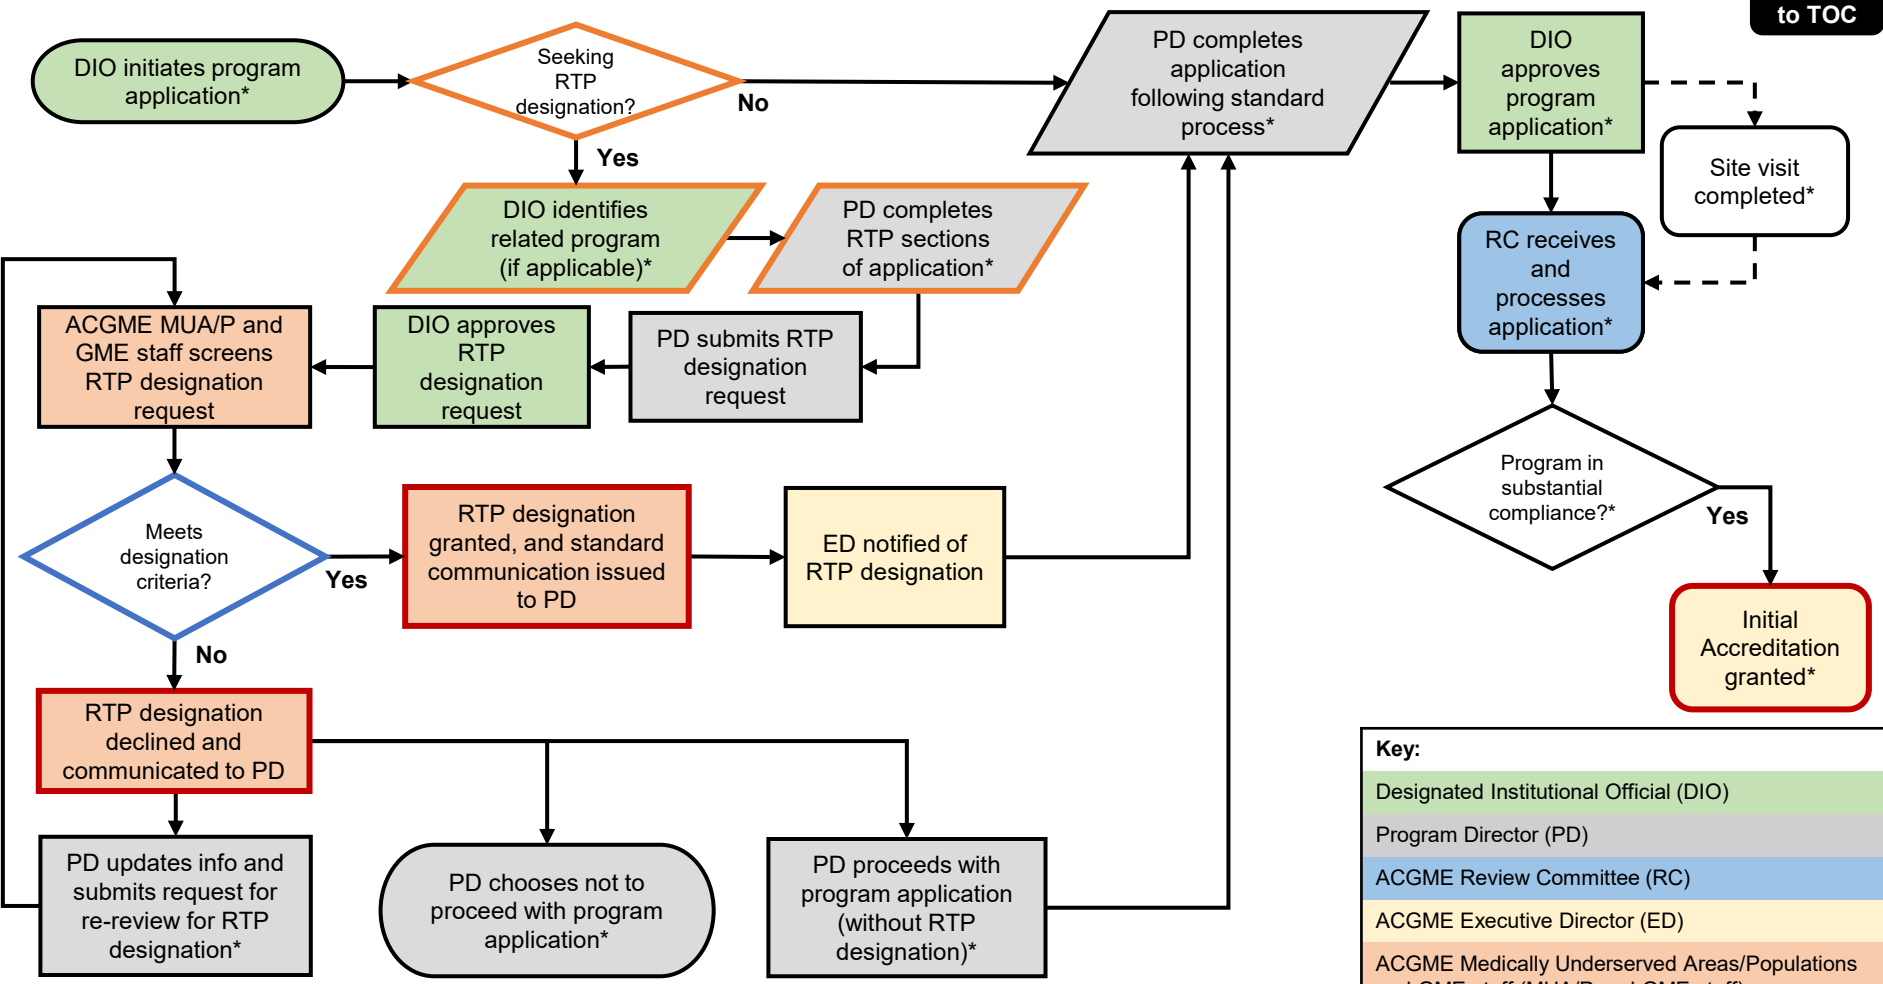 to TOC
DIO initiates program
application*
Seeking
RTP
designation?
No
Yes
PD completes
application
following standard
process*
DIO
approves
program
application*
Site visit
completed*
DIO identifies
related program
(if applicable)*
PD completes
RTP sections
of application*
RC receives
and
processes
application*
ACGME MUA/P and
GME staff screens
RTP designation
request
DIO approves
RTP
designation
request
PD submits RTP
designation
request
Program in
substantial
compliance?*
Yes
Meets
designation
criteria?
Yes
No
RTP designation
granted, and standard
communication issued
to PD
ED notified of
RTP designation
Initial
Accreditation
granted*
RTP designation
declined and
communicated to PD
PD updates info and
submits request for
re-review for RTP
designation*
PD chooses not to
proceed with program
application*
PD proceeds with
program application
(without RTP
designation)*
Key:
Designated Institutional Official (DIO)
Program Director (PD)
ACGME Review Committee (RC)
ACGME Executive Director (ED)
ACGME Medically Underserved Areas/Populations
and GME staff (MUA/P and GME staff)